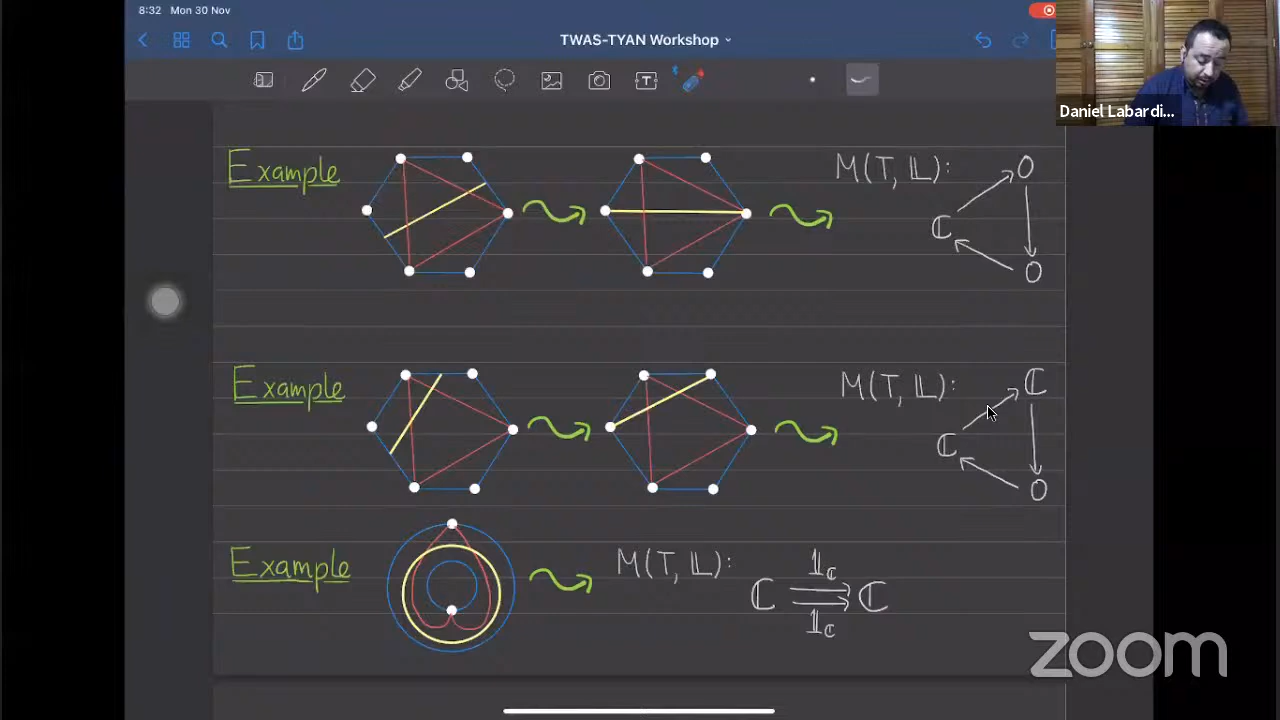 8:32 Mon 30 Nov
TWAS-TYAN Workshop
T
Daniel Labardi...
Example
M(T, 𝕃):
0
ℂ
0
Example
M(T, 𝕃):
ℂ
ℂ
0
Example
M(T, 𝕃):
𝟙ℂ
ℂ ⇉ ℂ
𝟙ℂ
zoom